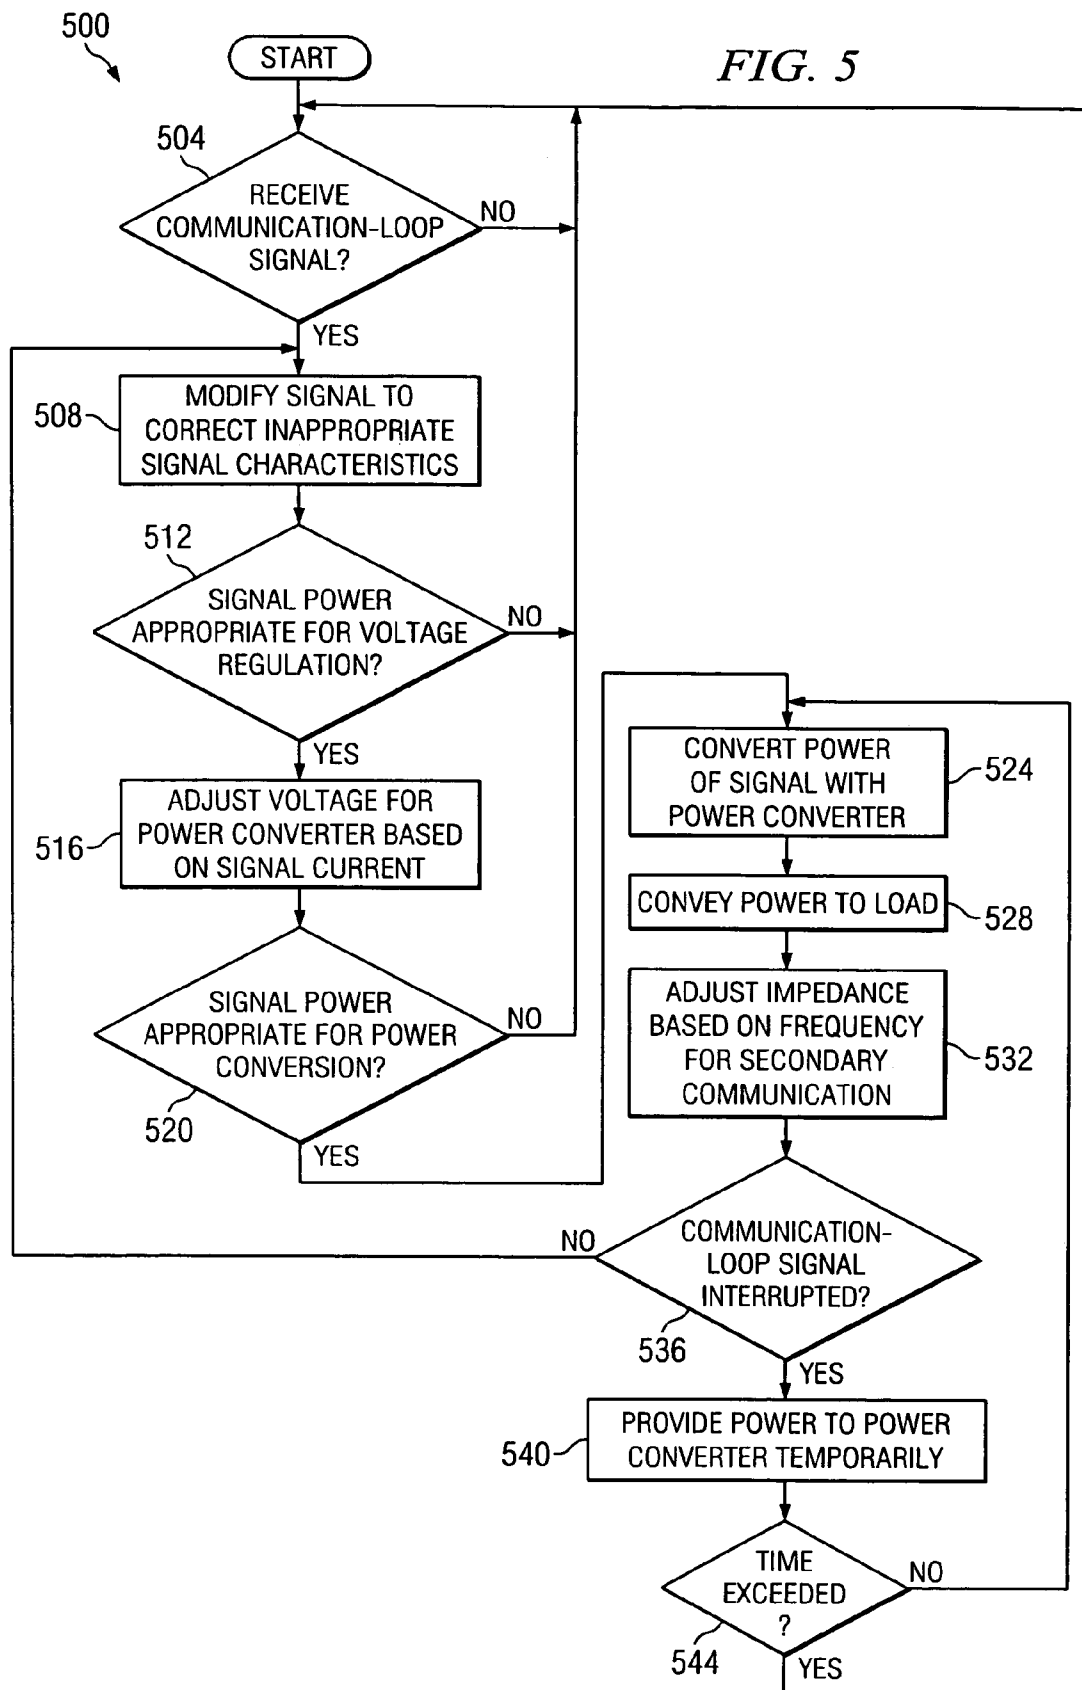 500
START
FIG. 5
504
RECEIVE
COMMUNICATION-LOOP
SIGNAL?
NO
YES
508
MODIFY SIGNAL TO
CORRECT INAPPROPRIATE
SIGNAL CHARACTERISTICS
512
SIGNAL POWER
APPROPRIATE FOR VOLTAGE
REGULATION?
NO
YES
516
ADJUST VOLTAGE FOR
POWER CONVERTER BASED
ON SIGNAL CURRENT
SIGNAL POWER
APPROPRIATE FOR POWER
CONVERSION?
NO
520
YES
CONVERT POWER
OF SIGNAL WITH
POWER CONVERTER
524
CONVEY POWER TO LOAD
528
ADJUST IMPEDANCE
BASED ON FREQUENCY
FOR SECONDARY
COMMUNICATION
532
NO
COMMUNICATION-
LOOP SIGNAL
INTERRUPTED?
536
YES
540
PROVIDE POWER TO POWER
CONVERTER TEMPORARILY
TIME
EXCEEDED
?
NO
544
YES